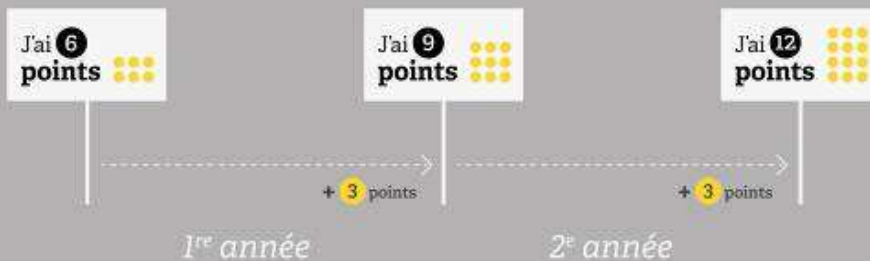 J'ai 6
points
J'ai 9
points
J'ai 12
points
+ 3 points
+ 3 points
1re année
2e année